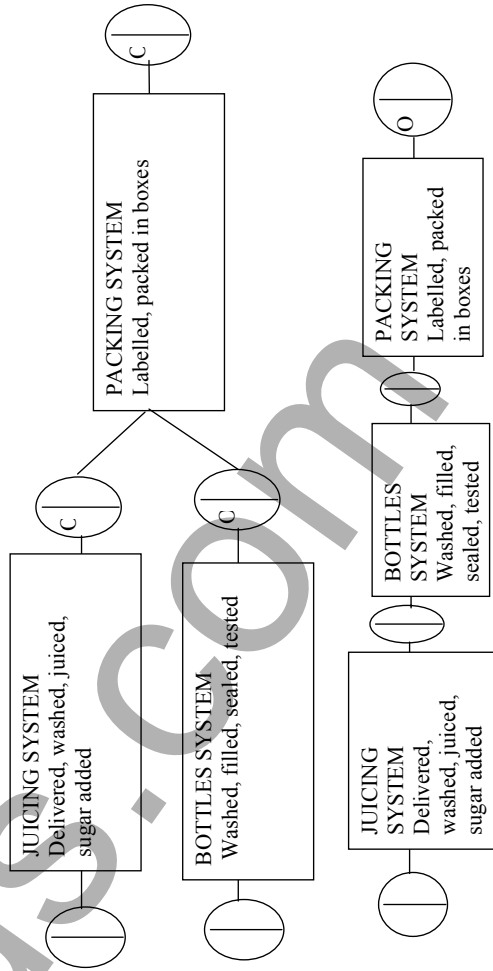 JUICING SYSTEM
Delivered, washed, juiced,
sugar added
C
BOTTLES SYSTEM
Washed, filled, sealed, tested
C
PACKING SYSTEM
Labelled, packed in boxes
C
JUICING
SYSTEM
Delivered,
washed, juiced,
sugar added
BOTTLES
SYSTEM
Washed, filled,
sealed, tested
PACKING
SYSTEM
Labelled, packed
in boxes
O
s.com